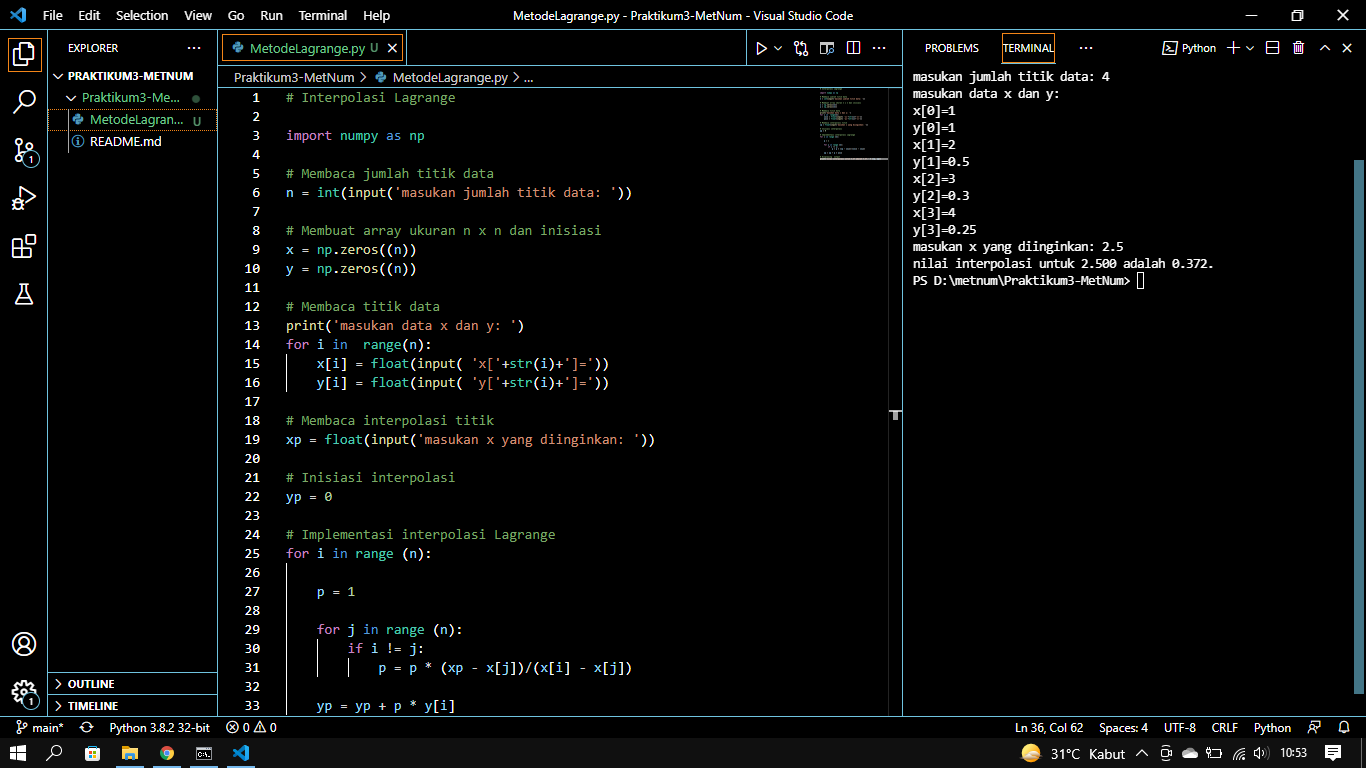 File Edit Selection View Go Run Terminal Help MetodeLagrange.py - Praktikum3-MetNum - Visual Studio Code
EXPLORER
PRAKTIKUM3-METNUM
Praktikum3-Me...
MetodeLagran... U
README.md
OUTLINE
TIMELINE
1
1
MetodeLagrange.py U
Praktikum3-MetNum > MetodeLagrange.py > ...
1 # Interpolasi Lagrange
2
3 import numpy as np
4
5 # Membaca jumlah titik data
6 n = int(input('masukan jumlah titik data: '))
7
8 # Membuat array ukuran n x n dan inisiasi
9 x = np.zeros((n))
10 y = np.zeros((n))
11
12 # Membaca titik data
13 print('masukan data x dan y: ')
14 for i in  range(n):
15     x[i] = float(input( 'x['+str(i)+']='))
16     y[i] = float(input( 'y['+str(i)+']='))
17
18 # Membaca interpolasi titik
19 xp = float(input('masukan x yang diinginkan: '))
20
21 # Inisiasi interpolasi
22 yp = 0
23
24 # Implementasi interpolasi Lagrange
25 for i in range (n):
26
27     p = 1
28
29     for j in range (n):
30         if i != j:
31             p = p * (xp - x[j])/(x[i] - x[j])
32
33     yp = yp + p * y[i]
PROBLEMS TERMINAL ... Python
masukan jumlah titik data: 4
masukan data x dan y:
x[0]=1
y[0]=1
x[1]=2
y[1]=0.5
x[2]=3
y[2]=0.3
x[3]=4
y[3]=0.25
masukan x yang diinginkan: 2.5
nilai interpolasi untuk 2.500 adalah 0.372.
PS D:\metnum\Praktikum3-MetNum>
main* Python 3.8.2 32-bit 0 0 Ln 36, Col 62 Spaces: 4 UTF-8 CRLF Python
31°C Kabut 10:53